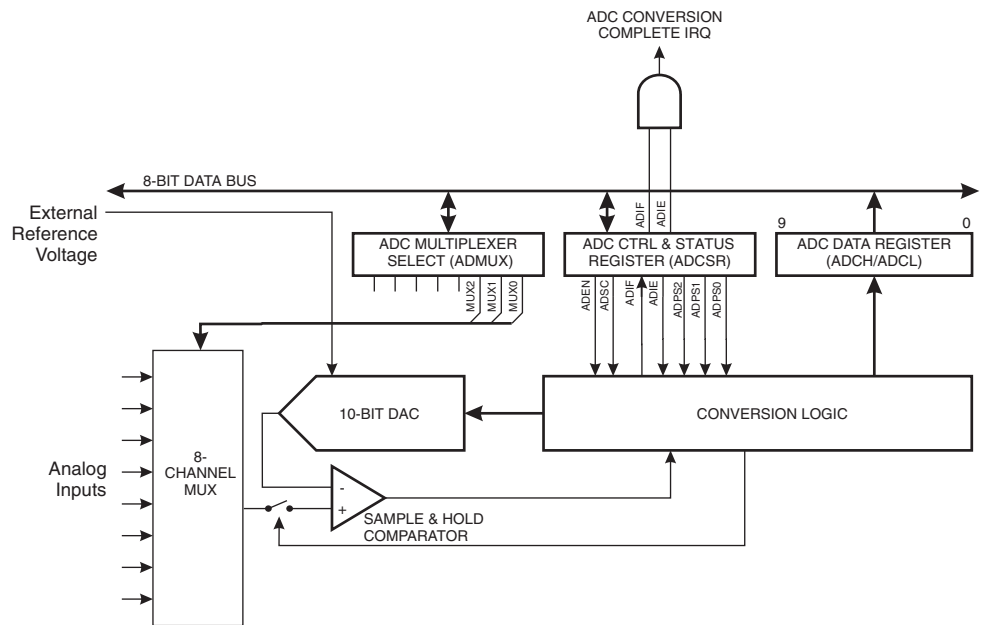 ADC CONVERSION
COMPLETE IRQ
8-BIT DATA BUS
External
Reference
Voltage
ADIF
ADIE
9
0
ADC MULTIPLEXER
SELECT (ADMUX)
ADC CTRL & STATUS
REGISTER (ADCSR)
ADC DATA REGISTER
(ADCH/ADCL)
MUX2
MUX1
MUX0
ADEN
ADSC
ADIF
ADIE
ADPS2
ADPS1
ADPS0
10-BIT DAC
CONVERSION LOGIC
Analog
Inputs
8-
CHANNEL
MUX
-
+
SAMPLE & HOLD
COMPARATOR